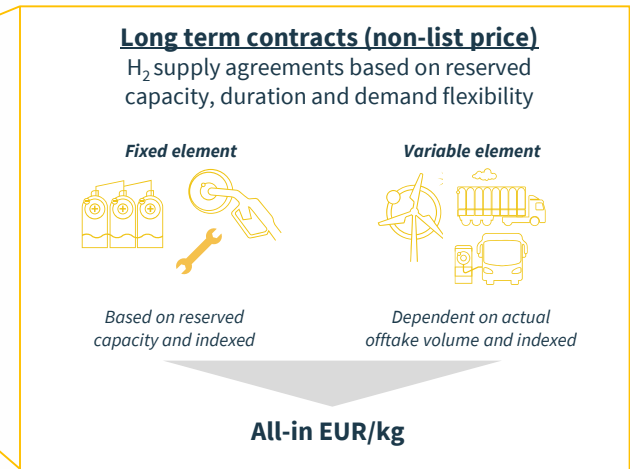 Long term contracts (non-list price)
H₂ supply agreements based on reserved
capacity, duration and demand flexibility
Fixed element
Variable element
Based on reserved
capacity and indexed
Dependent on actual
offtake volume and indexed
All-in EUR/kg